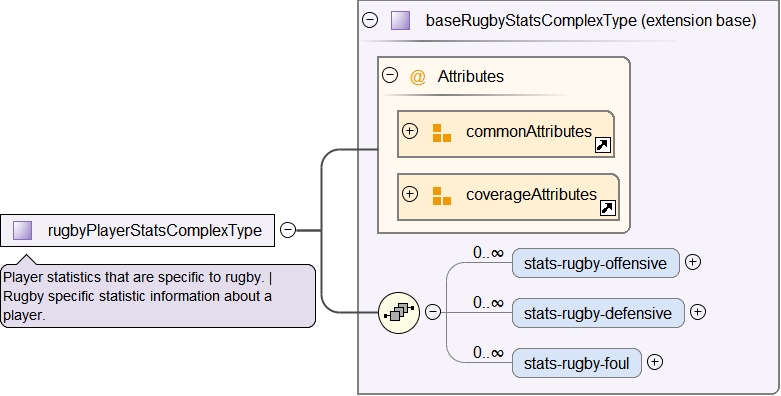 baseRugbyStatsComplexType (extension base)
@ Attributes
commonAttributes
coverageAttributes
rugbyPlayerStatsComplexType
Player statistics that are specific to rugby. |
Rugby specific statistic information about a
player.
0..∞
stats-rugby-offensive
0..∞
stats-rugby-defensive
0..∞
stats-rugby-foul